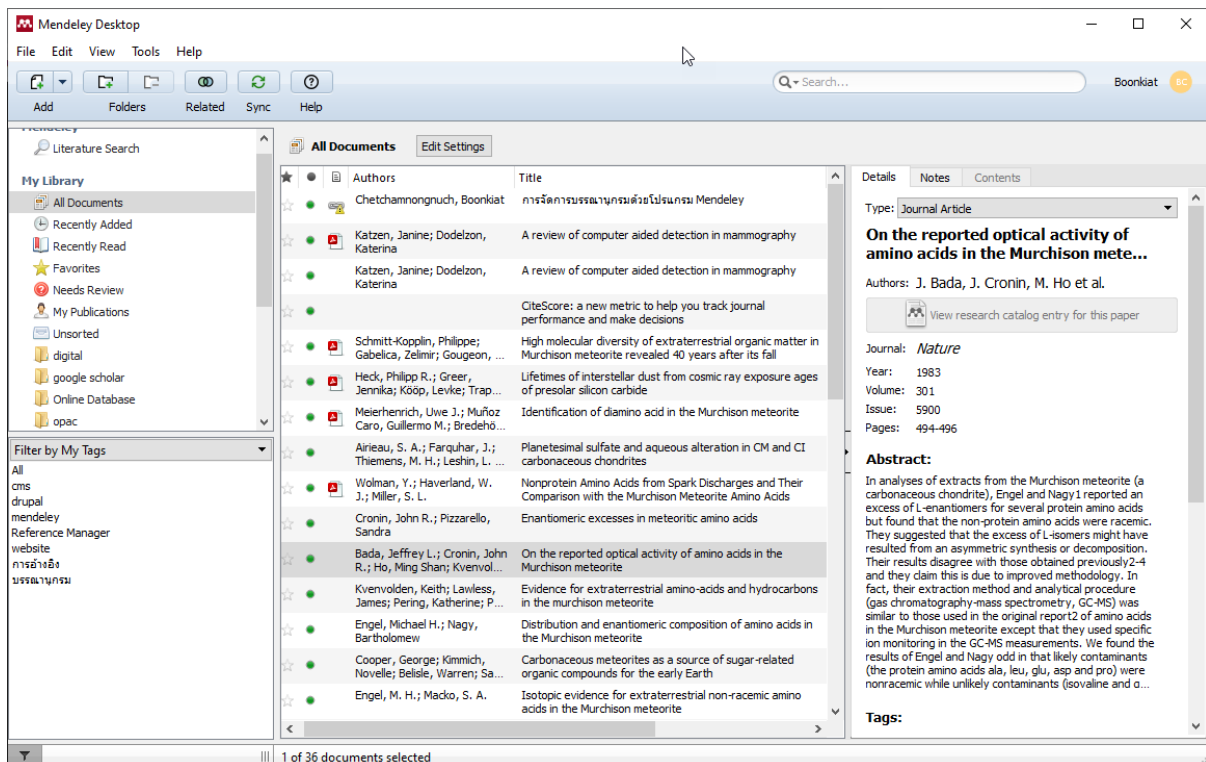 Mendeley Desktop
File Edit View Tools Help
Search...
Boonkiat BC
Add Folders Related Sync Help
Mendeley
Literature Search
My Library
All Documents
Recently Added
Recently Read
Favorites
Needs Review
My Publications
Unsorted
digital
google scholar
Online Database
opac
Filter by My Tags
All
cms
drupal
mendeley
Reference Manager
website
การอ้างอิง
บรรณานุกรม
All Documents Edit Settings
Authors Title
Chetchamnongnuch, Boonkiat การจัดการบรรณานุกรมด้วยโปรแกรม Mendeley
Katzen, Janine; Dodelzon, A review of computer aided detection in mammography
Katerina
Katzen, Janine; Dodelzon, A review of computer aided detection in mammography
Katerina
CiteScore: a new metric to help you track journal
performance and make decisions
Schmitt-Kopplin, Philippe; High molecular diversity of extraterrestrial organic matter in
Gabelica, Zelimir; Gougeon, ... Murchison meteorite revealed 40 years after its fall
Heck, Philipp R.; Greer, Lifetimes of interstellar dust from cosmic ray exposure ages
Jennika; Kööp, Levke; Trap... of presolar silicon carbide
Meierhenrich, Uwe J.; Muñoz Identification of diamino acid in the Murchison meteorite
Caro, Guillermo M.; Bredehö...
Airieau, S. A.; Farquhar, J.; Planetesimal sulfate and aqueous alteration in CM and CI
Thiemens, M. H.; Leshin, L. ... carbonaceous chondrites
Wolman, Y.; Haverland, W. Nonprotein Amino Acids from Spark Discharges and Their
J.; Miller, S. L. Comparison with the Murchison Meteorite Amino Acids
Cronin, John R.; Pizzarello, Enantiomeric excesses in meteoritic amino acids
Sandra
Bada, Jeffrey L.; Cronin, John On the reported optical activity of amino acids in the
R.; Ho, Ming Shan; Kvenvol... Murchison meteorite
Kvenvolden, Keith; Lawless, Evidence for extraterrestrial amino-acids and hydrocarbons
James; Pering, Katherine; P... in the murchison meteorite
Engel, Michael H.; Nagy, Distribution and enantiomeric composition of amino acids in
Bartholomew the Murchison meteorite
Cooper, George; Kimmich, Carbonaceous meteorites as a source of sugar-related
Novelle; Belisle, Warren; Sa... organic compounds for the early Earth
Engel, M. H.; Macko, S. A. Isotopic evidence for extraterrestrial non-racemic amino
acids in the Murchison meteorite
Details Notes Contents
Type: Journal Article
On the reported optical activity of
amino acids in the Murchison mete...
Authors: J. Bada, J. Cronin, M. Ho et al.
View research catalog entry for this paper
Journal: Nature
Year: 1983
Volume: 301
Issue: 5900
Pages: 494-496
Abstract:
In analyses of extracts from the Murchison meteorite (a
carbonaceous chondrite), Engel and Nagy1 reported an
excess of L-enantiomers for several protein amino acids
but found that the non-protein amino acids were racemic.
They suggested that the excess of L-isomers might have
resulted from an asymmetric synthesis or decomposition.
Their results disagree with those obtained previously2-4
and they claim this is due to improved methodology. In
fact, their extraction method and analytical procedure
(gas chromatography-mass spectrometry, GC-MS) was
similar to those used in the original report2 of amino acids
in the Murchison meteorite except that they used specific
ion monitoring in the GC-MS measurements. We found the
results of Engel and Nagy odd in that likely contaminants
(the protein amino acids ala, leu, glu, asp and pro) were
nonracemic while unlikely contaminants (isovaline and α...
Tags:
1 of 36 documents selected